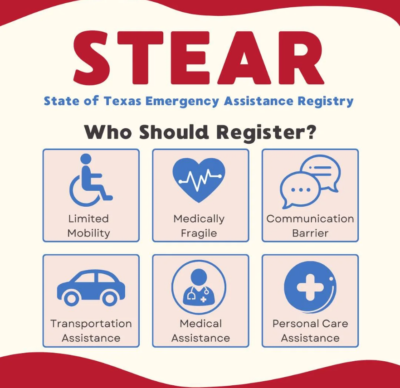 STEAR
State of Texas Emergency Assistance Registry
Who Should Register?
Limited
Mobility
Medically
Fragile
Communication
Barrier
Transportation
Assistance
Medical
Assistance
Personal Care
Assistance